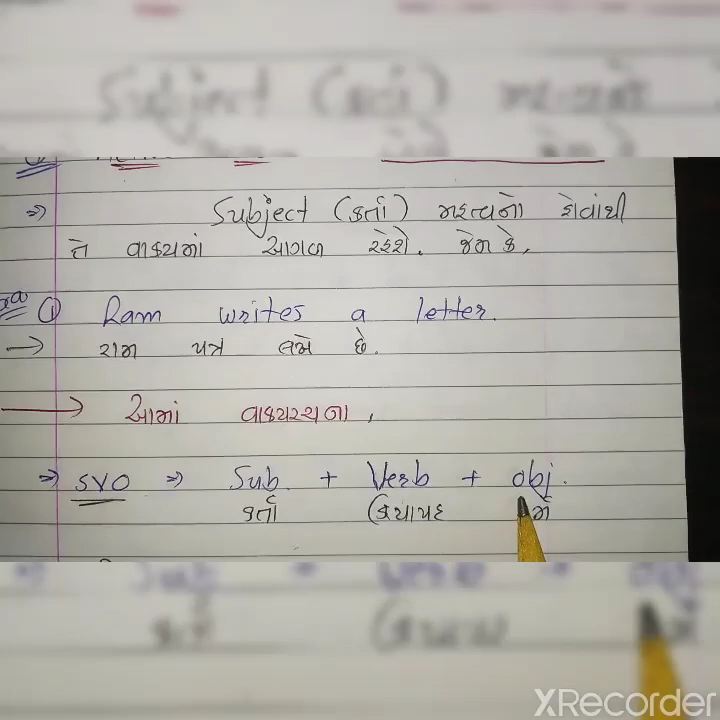 ⇒ Subject (કર્તા) મહત્વનો હોવાથી
તે વાક્યમાં આગળ રહેશે. જેમ કે,
① Ram writes a letter.
→ રામ પત્ર લખે છે.
→ આમાં વાક્યરચના,
⇒ SVO ⇒ Sub. + Verb + obj.
કર્તા ક્રિયાપદ
XRecorder